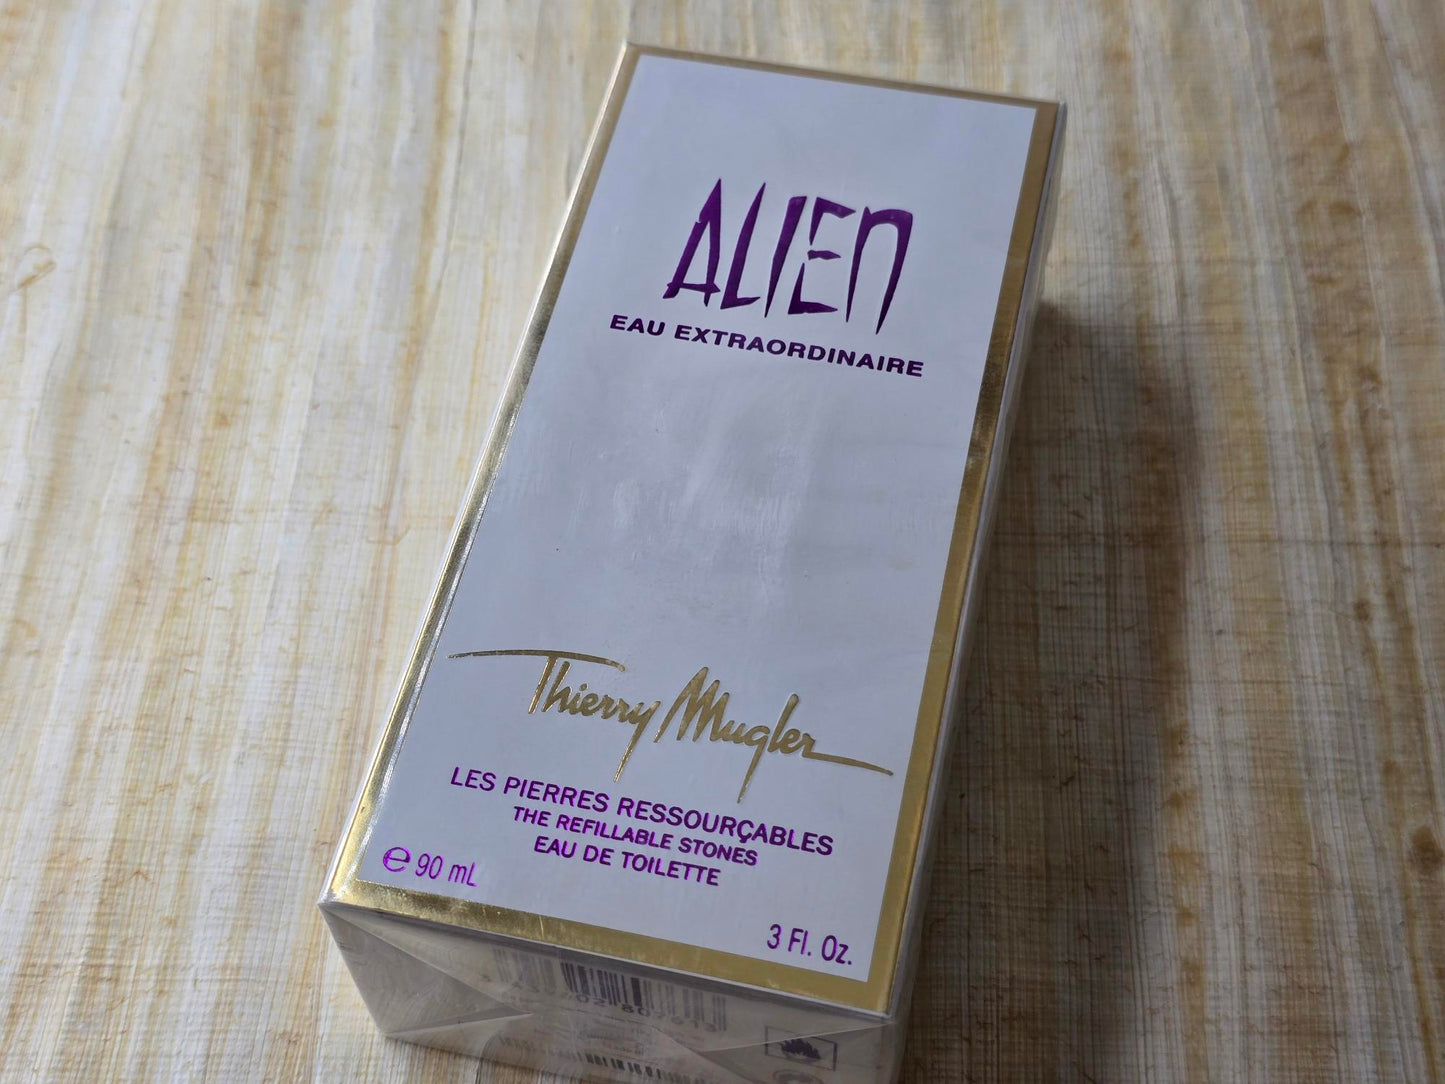 ALIEN
EAU EXTRAORDINAIRE
Thierry Mugler
LES PIERRES RESSOURÇABLES
THE REFILLABLE STONES
EAU DE TOILETTE
℮ 90 mL
3 Fl. Oz.